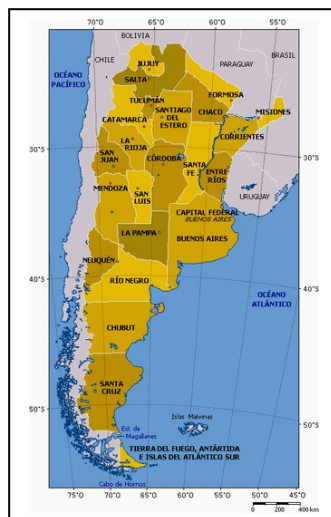 70°O 65°O 60°O 55°O 50°O
BOLIVIA
CHILE
PARAGUAY
BRASIL
OCÉANO
PACÍFICO
JUJUY
SALTA
FORMOSA
TUCUMÁN
SANTIAGO
DEL
ESTERO
CHACO
MISIONES
CATAMARCA
CORRIENTES
LA
RIOJA
30°S
30°S
SAN
JUAN
CÓRDOBA
SANTA
FE
ENTRE
RÍOS
MENDOZA
SAN
LUIS
URUGUAY
CAPITAL FEDERAL
BUENOS AIRES
35°S
35°S
LA PAMPA
BUENOS AIRES
NEUQUÉN
40°S
40°S
RÍO NEGRO
OCÉANO
ATLÁNTICO
CHUBUT
45°S
45°S
SANTA
CRUZ
50°S
50°S
Est. de
Magallanes
Islas Malvinas
TIERRA DEL FUEGO, ANTÁRTIDA
E ISLAS DEL ATLÁNTICO SUR
Cabo de Hornos
0 200 400 km
75°O 70°O 65°O 60°O 55°O 50°O